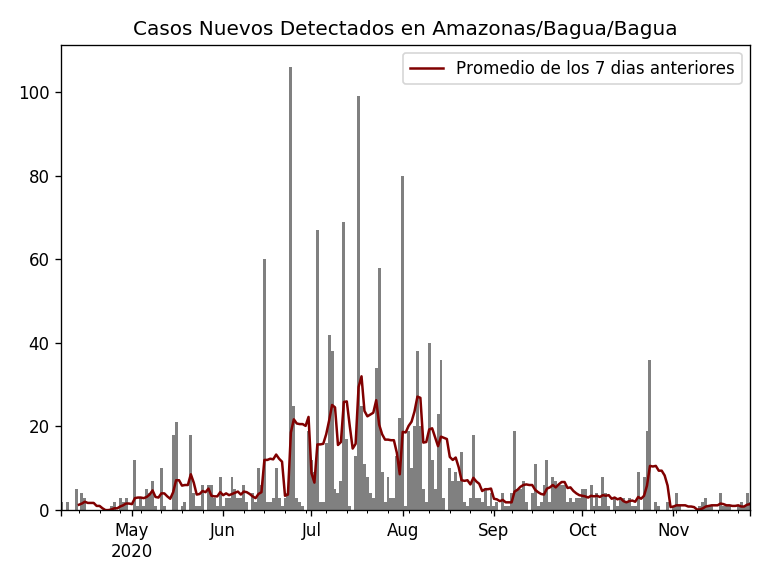 Casos Nuevos Detectados en Amazonas/Bagua/Bagua
Promedio de los 7 dias anteriores
100
80
60
40
20
0
May Jun Jul Aug Sep Oct Nov
2020